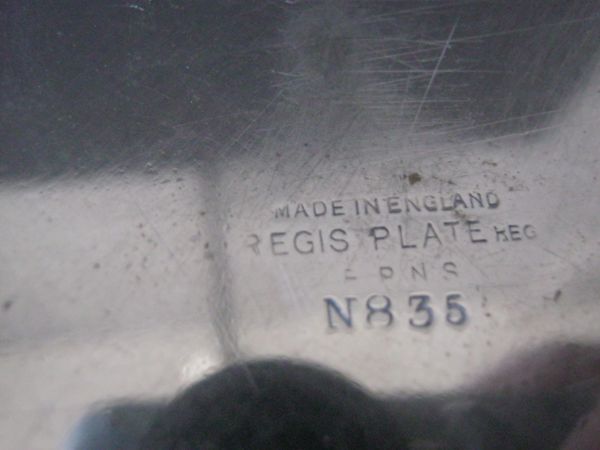 MADE IN ENGLAND
REGIS PLATE REG
EPNS
N835